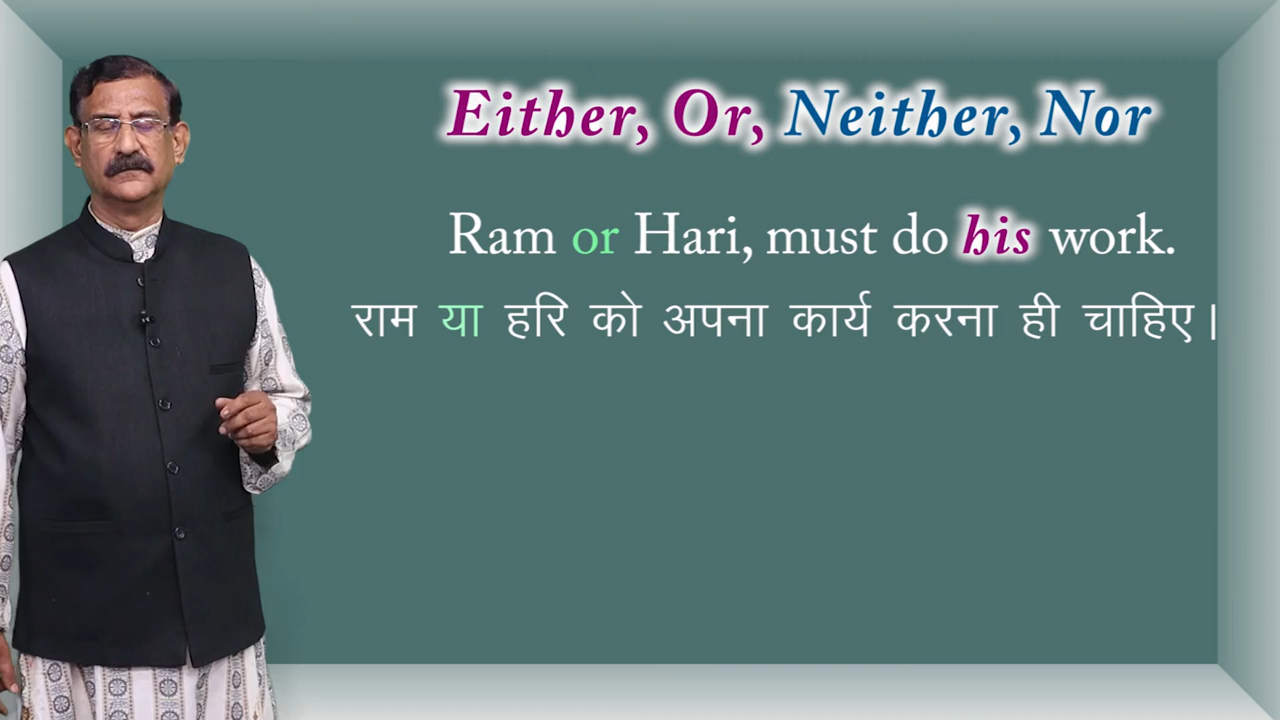 Either, Or, Neither, Nor
Ram or Hari, must do his work.
राम या हरि को अपना कार्य करना ही चाहिए।